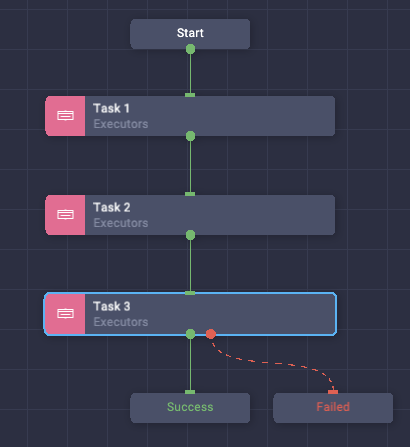 Start
Task 1
Executors
Task 2
Executors
Task 3
Executors
Success
Failed